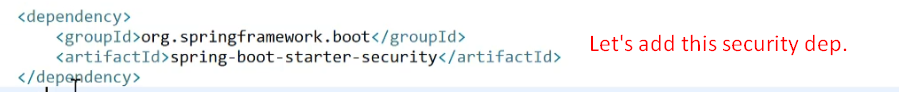 <dependency>
<groupId>org.springframework.boot</groupId>
<artifactId>spring-boot-starter-security</artifactId>
</dependency>
Let's add this security dep.